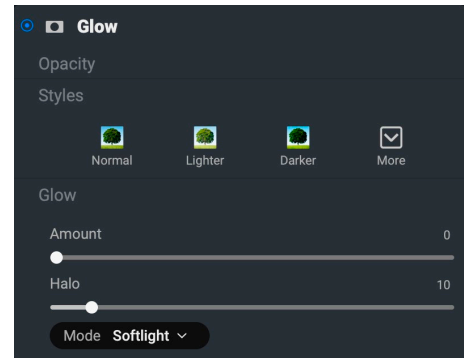 Glow
Opacity
Styles
Normal Lighter Darker More
Glow
Amount 0
Halo 10
Mode Softlight